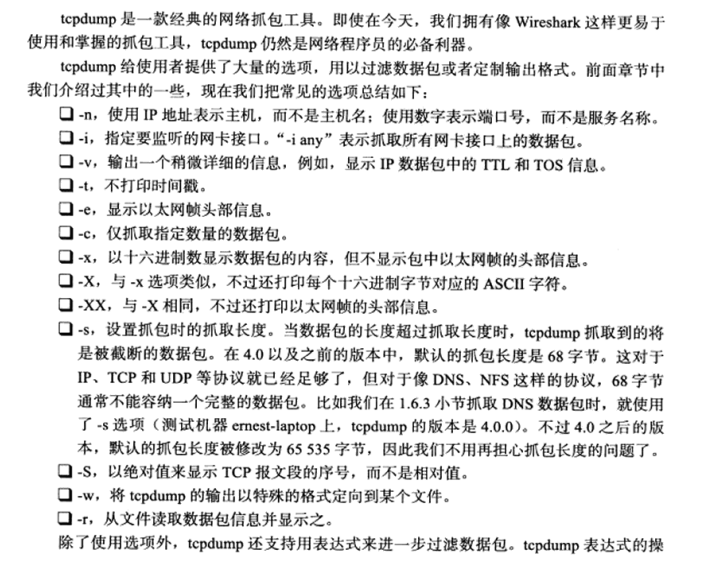 tcpdump 是一款经典的网络抓包工具。即使在今天，我们拥有像 Wireshark 这样更易于
使用和掌握的抓包工具，tcpdump 仍然是网络程序员的必备利器。
tcpdump 给使用者提供了大量的选项，用以过滤数据包或者定制输出格式。前面章节中
我们介绍过其中的一些，现在我们把常见的选项总结如下：
❑ -n，使用 IP 地址表示主机，而不是主机名；使用数字表示端口号，而不是服务名称。
❑ -i，指定要监听的网卡接口。“-i any”表示抓取所有网卡接口上的数据包。
❑ -v，输出一个稍微详细的信息，例如，显示 IP 数据包中的 TTL 和 TOS 信息。
❑ -t，不打印时间戳。
❑ -e，显示以太网帧头部信息。
❑ -c，仅抓取指定数量的数据包。
❑ -x，以十六进制数显示数据包的内容，但不显示包中以太网帧的头部信息。
❑ -X，与 -x 选项类似，不过还打印每个十六进制字节对应的 ASCII 字符。
❑ -XX，与 -X 相同，不过还打印以太网帧的头部信息。
❑ -s，设置抓包时的抓取长度。当数据包的长度超过抓取长度时，tcpdump 抓取到的将
是被截断的数据包。在 4.0 以及之前的版本中，默认的抓包长度是 68 字节。这对于
IP、TCP 和 UDP 等协议就已经足够了，但对于像 DNS、NFS 这样的协议，68 字节
通常不能容纳一个完整的数据包。比如我们在 1.6.3 小节抓取 DNS 数据包时，就使用
了 -s 选项（测试机器 ernest-laptop 上，tcpdump 的版本是 4.0.0）。不过 4.0 之后的版
本，默认的抓包长度被修改为 65 535 字节，因此我们不用再担心抓包长度的问题了。
❑ -S，以绝对值来显示 TCP 报文段的序号，而不是相对值。
❑ -w，将 tcpdump 的输出以特殊的格式定向到某个文件。
❑ -r，从文件读取数据包信息并显示之。
除了使用选项外，tcpdump 还支持用表达式来进一步过滤数据包。tcpdump 表达式的操